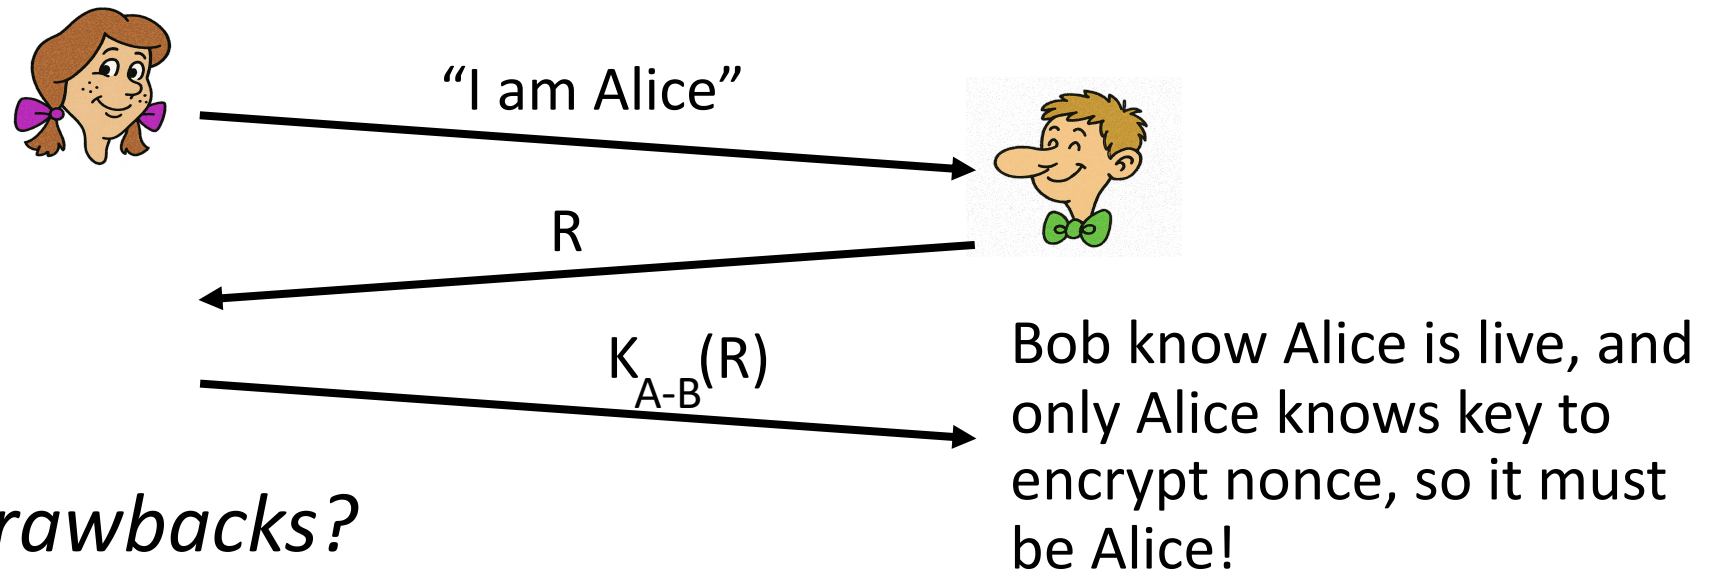 “I am Alice”
R
K A-B (R)
Bob know Alice is live, and
only Alice knows key to
encrypt nonce, so it must
be Alice!
rawbacks?